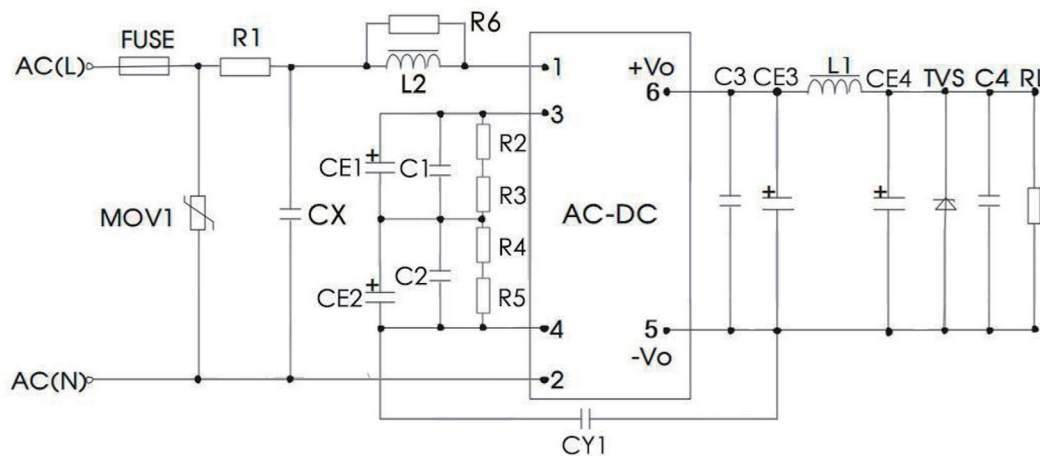 FUSE
R1
R6
AC(L)
L2
1
+Vo
6
C3
CE3
L1
CE4
TVS
C4
3
R2
CE1
C1
R3
MOV1
CX
AC-DC
R4
CE2
C2
R5
4
5
-Vo
AC(N)
2
CY1